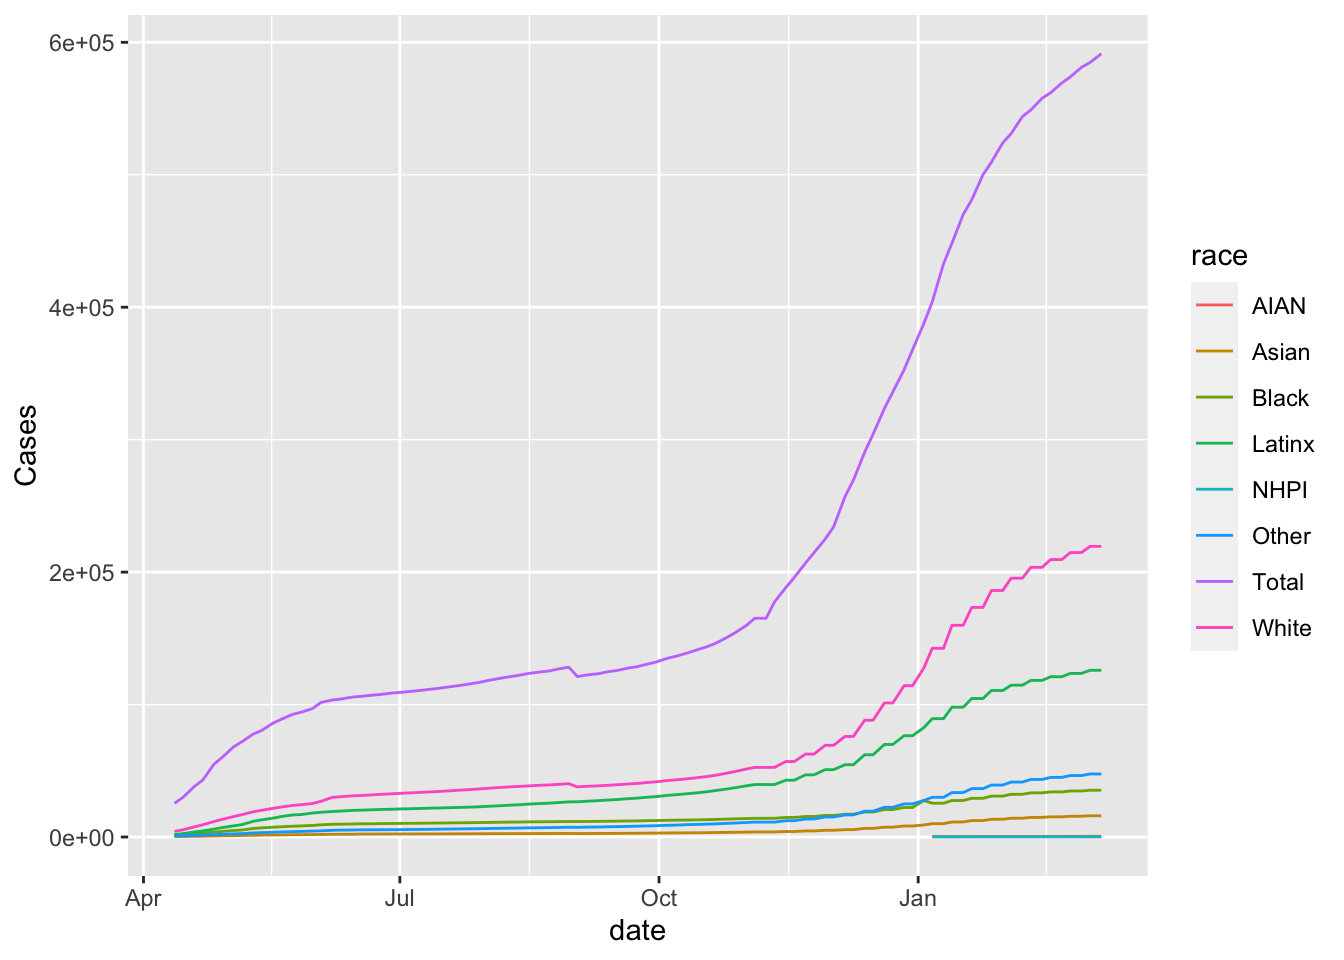 6e+05
4e+05
2e+05
0e+00
Cases
Apr
Jul
Oct
Jan
date
race
AIAN
Asian
Black
Latinx
NHPI
Other
Total
White